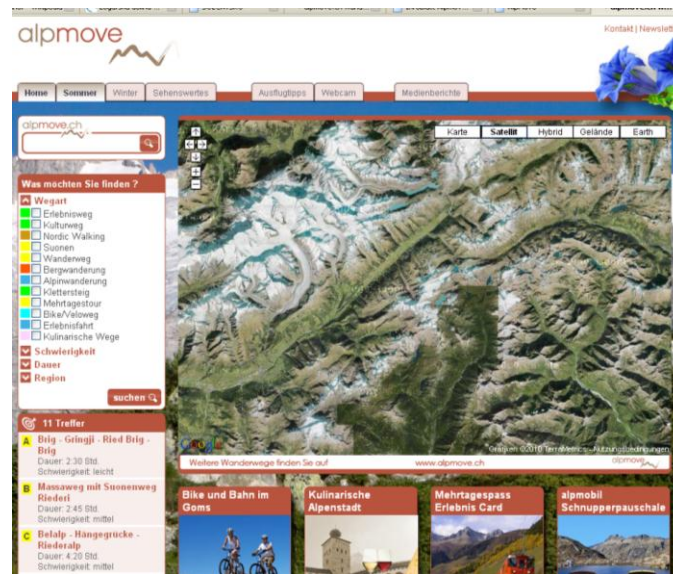 alpmove
Kontakt | Newslett
Home Sommer Winter Sehenswertes Ausflugtipps Webcam Medienberichte
alpmove.ch
Karte Satellit Hybrid Gelände Earth
Was möchten Sie finden ?
Wegart
Erlebnisweg
Kulturweg
Nordic Walking
Suonen
Wanderweg
Bergwanderung
Alpinwanderung
Klettersteig
Mehrtagestour
Bike/Veloweg
Erlebnisfahrt
Kulinarische Wege
Schwierigkeit
Dauer
Region
suchen
11 Treffer
A Brig - Gringji - Ried Brig -
Brig
Dauer: 2:30 Std.
Schwierigkeit: leicht
B Massaweg mit Suonenweg
Riederi
Dauer: 2:45 Std.
Schwierigkeit: mittel
C Belalp - Hängegrücke -
Riederalp
Dauer: 4:20 Std.
Schwierigkeit: mittel
Grafiken ©2010 TerraMetrics - Nutzungsbedingungen
Weitere Wanderwege finden Sie auf www.alpmove.ch alpmove
Bike und Bahn im
Goms
Kulinarische
Alpenstadt
Mehrtagespass
Erlebnis Card
alpmobil
Schnupperpauschale